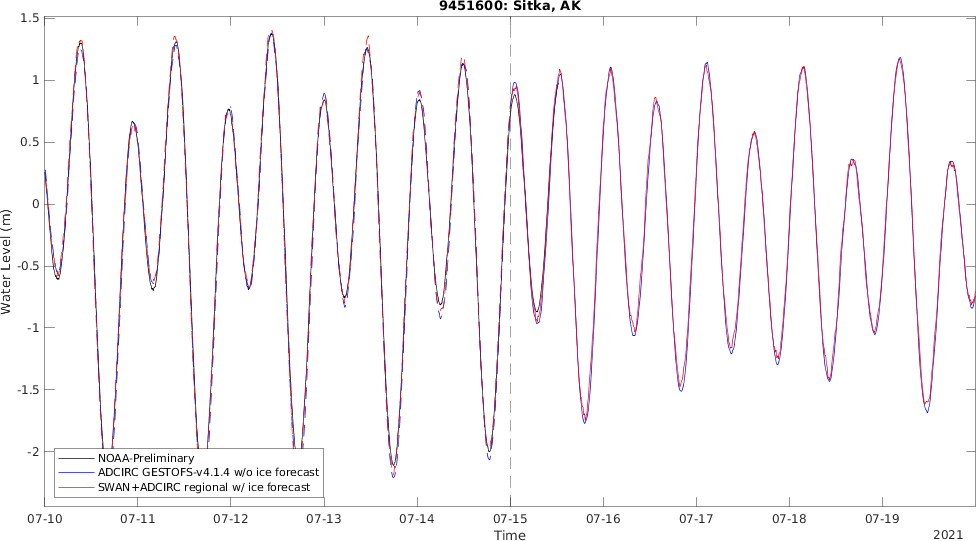 9451600: Sitka, AK
1.5
1
0.5
0
-0.5
-1
-1.5
-2
Water Level (m)
NOAA-Preliminary
ADCIRC GESTOFS-v4.1.4 w/o ice forecast
SWAN+ADCIRC regional w/ ice forecast
07-10 07-11 07-12 07-13 07-14 07-15 07-16 07-17 07-18 07-19
Time
2021